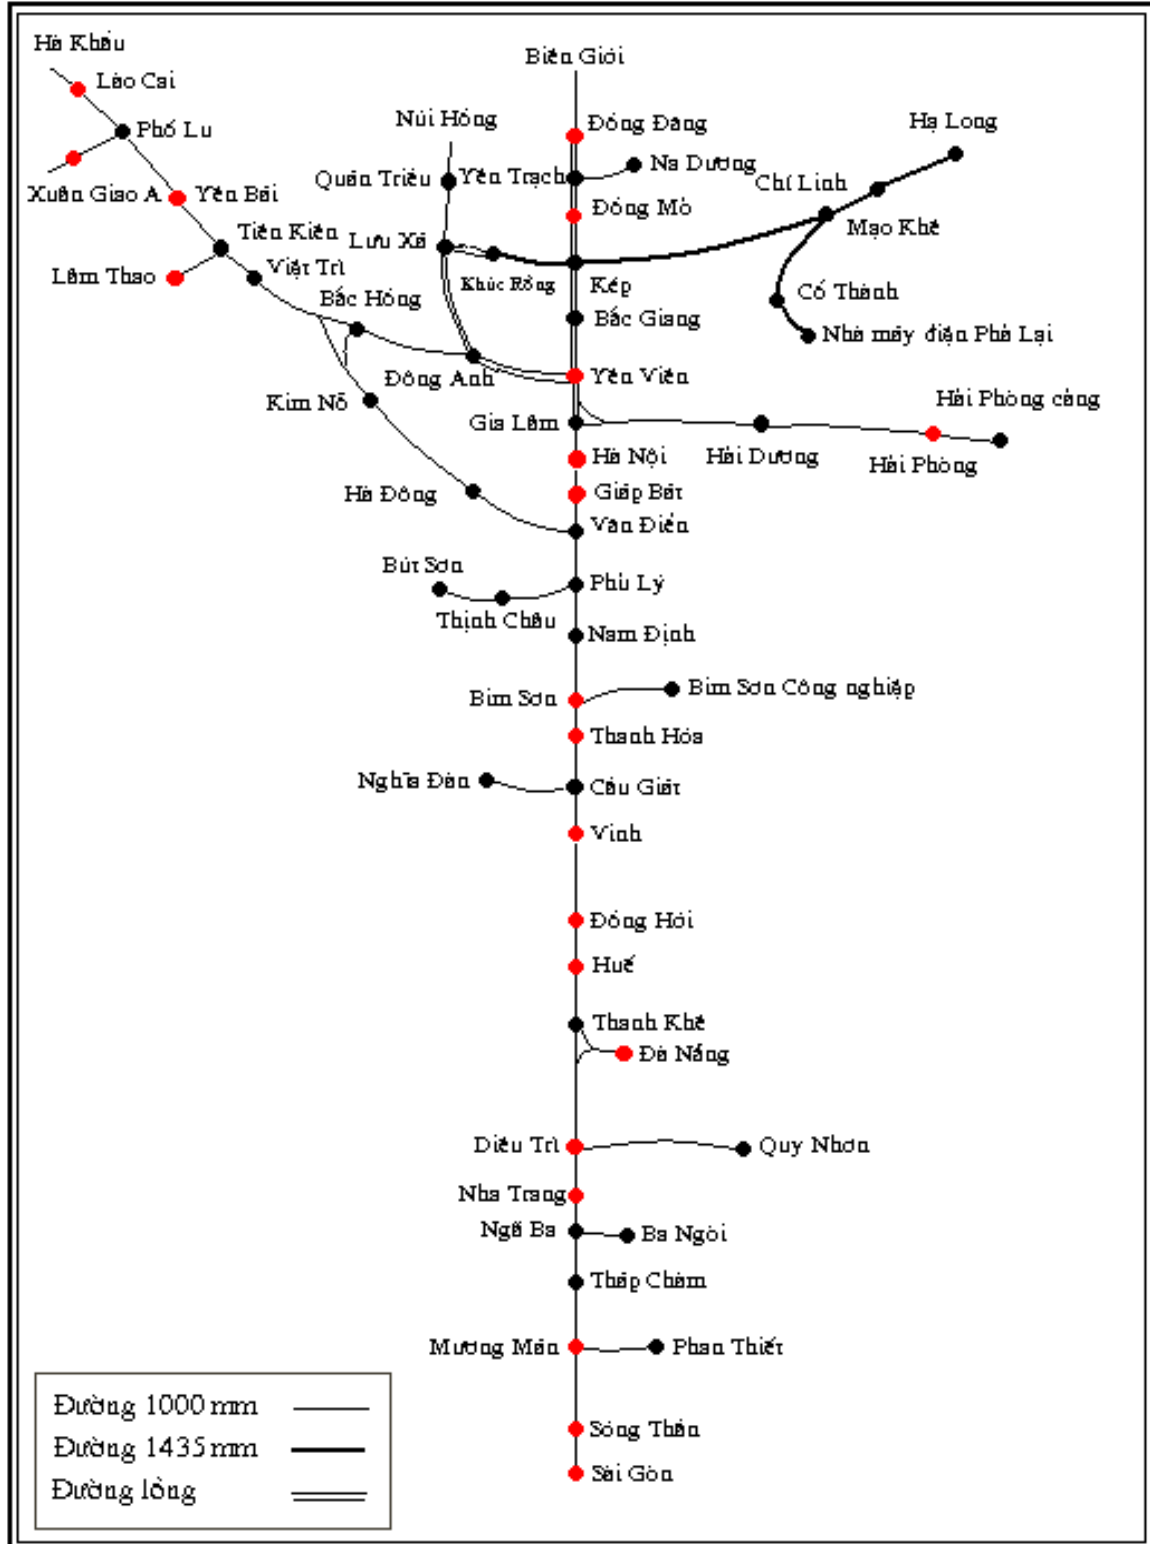 Hà Khẩu
Lào Cai
Phố Lu
Xuân Giao A
Yên Bái
Tiên Kiên
Lâm Thao
Việt Trì
Bắc Hồng
Núi Hồng
Quán Triều
Lưu Xá
Khúc Rồng
Đông Anh
Kim Nỗ
Hà Đông
Biên Giới
Đồng Đăng
Yên Trạch
Na Dương
Đồng Mỏ
Kép
Bắc Giang
Yên Viên
Gia Lâm
Hạ Long
Chí Linh
Mạo Khê
Cổ Thành
Nhà máy điện Phả Lại
Hải Phòng cảng
Hải Dương
Hải Phòng
Hà Nội
Giáp Bát
Văn Điển
Bút Sơn
Thịnh Châu
Phủ Lý
Nam Định
Bỉm Sơn
Bỉm Sơn Công nghiệp
Thanh Hóa
Nghĩa Đàn
Cầu Giát
Vinh
Đồng Hới
Huế
Thanh Khê
Đà Nẵng
Diêu Trì
Quy Nhơn
Nha Trang
Ngã Ba
Ba Ngòi
Tháp Chàm
Mương Mán
Phan Thiết
Sóng Thần
Sài Gòn
Đường 1000 mm
Đường 1435 mm
Đường lồng